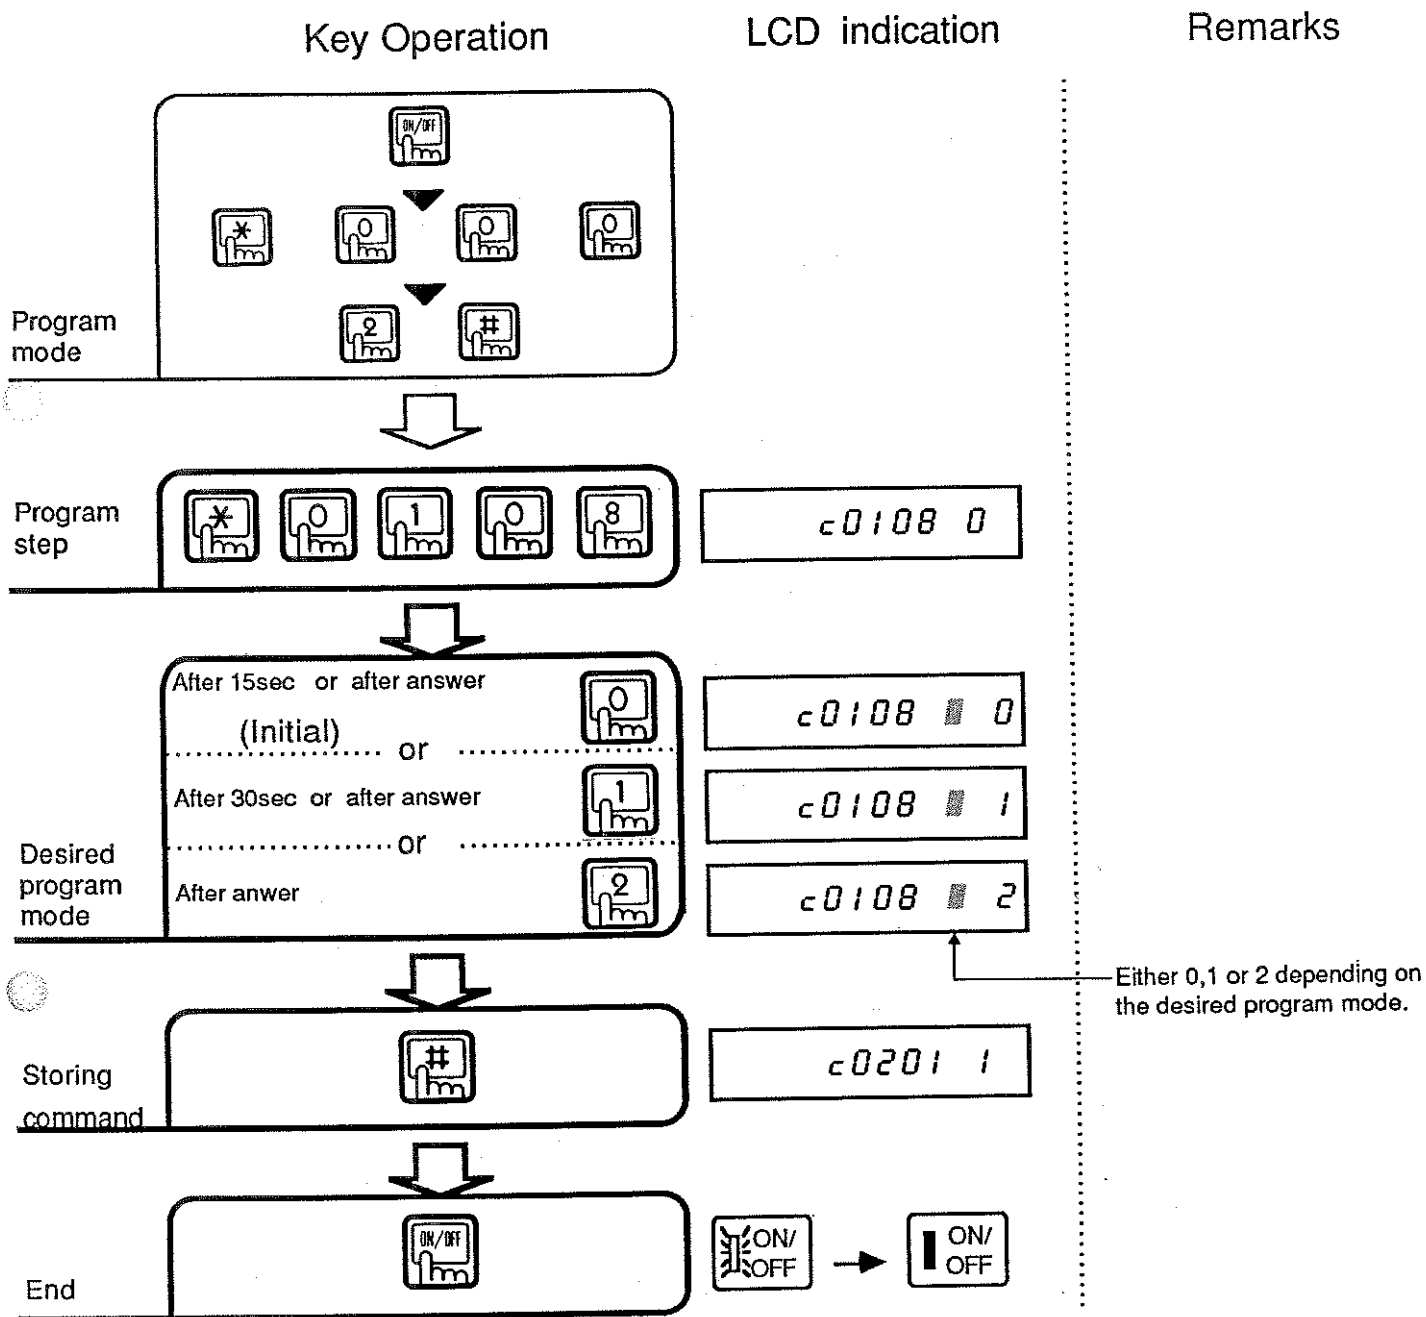 Key Operation LCD indication Remarks
ON/OFF
* 0 0 0
Program
mode
2 #
Program
step
* 0 1 0 8
c0108 0
After 15sec or after answer
(Initial)
0
c0108 0
or
After 30sec or after answer
1
c0108 1
or
Desired
program
mode
After anwer
2
c0108 2
Either 0,1 or 2 depending on
the desired program mode.
Storing
command
#
c0201 1
End
ON/OFF
ON/
OFF
ON/
OFF